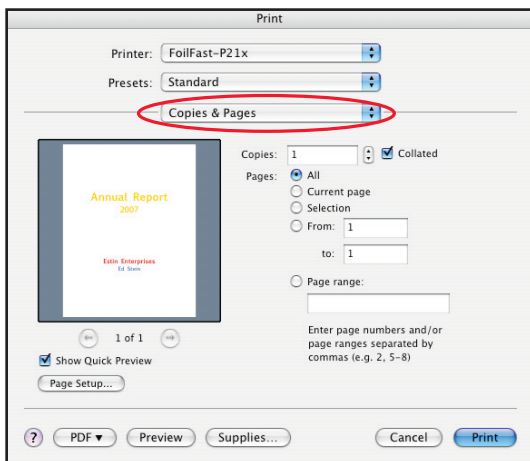 Print
Printer: FoilFast-P21x
Presets: Standard
Copies & Pages
Annual Report
2007
Estin Enterprises
Ed Stein
1 of 1
Show Quick Preview
Page Setup...
Copies: 1 Collated
Pages: All
Current page
Selection
From: 1
to: 1
Page range:
Enter page numbers and/or
page ranges separated by
commas (e.g. 2, 5-8)
? PDF▼ Preview Supplies... Cancel Print